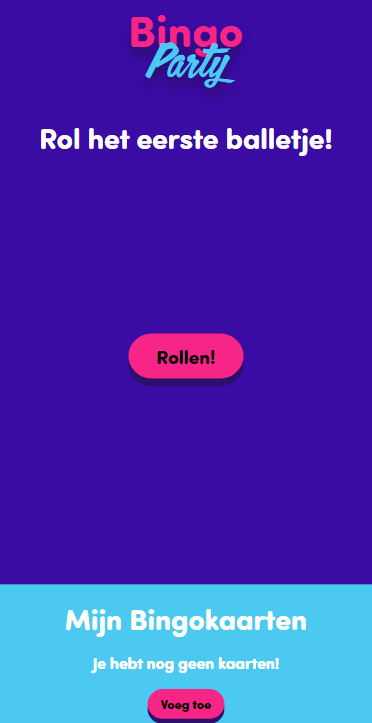 Bingo
Party
Rol het eerste balletje!
Rollen!
Mijn Bingokaarten
Je hebt nog geen kaarten!
Voeg toe